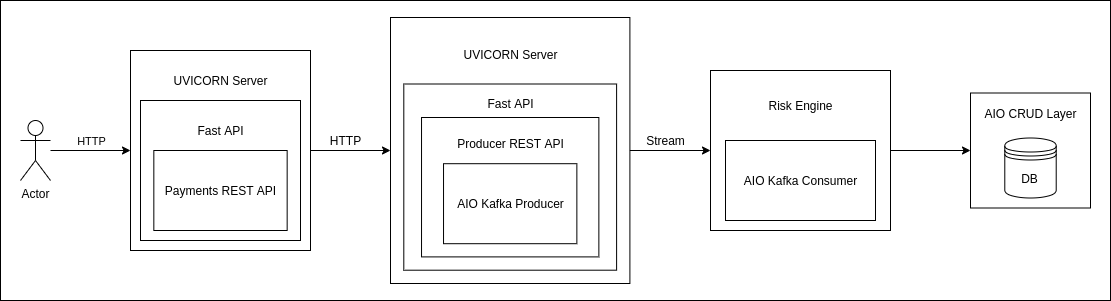 Actor
HTTP
UVICORN Server
Fast API
Payments REST API
HTTP
UVICORN Server
Fast API
Producer REST API
AIO Kafka Producer
Stream
Risk Engine
AIO Kafka Consumer
AIO CRUD Layer
DB